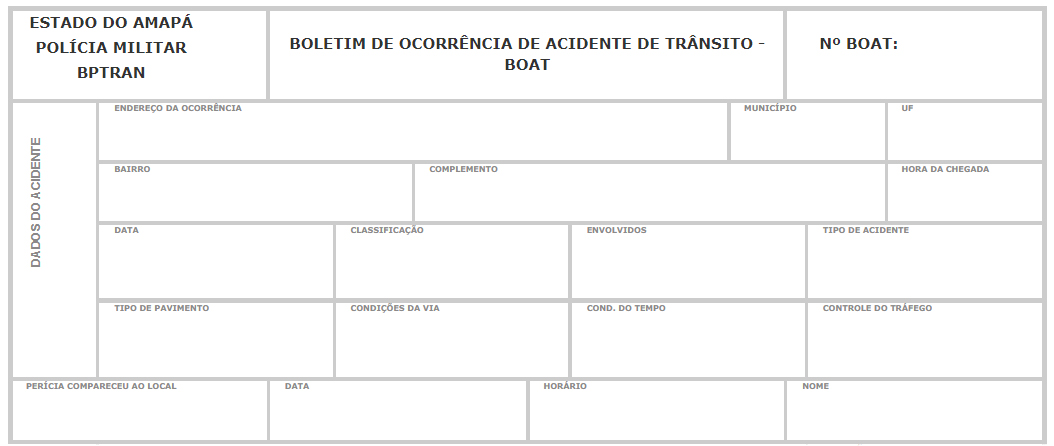 ESTADO DO AMAPÁ
POLÍCIA MILITAR
BPTRAN
BOLETIM DE OCORRÊNCIA DE ACIDENTE DE TRÂNSITO -
BOAT
Nº BOAT:
DADOS DO ACIDENTE
ENDEREÇO DA OCORRÊNCIA
MUNICÍPIO
UF
BAIRRO
COMPLEMENTO
HORA DA CHEGADA
DATA
CLASSIFICAÇÃO
ENVOLVIDOS
TIPO DE ACIDENTE
TIPO DE PAVIMENTO
CONDIÇÕES DA VIA
COND. DO TEMPO
CONTROLE DO TRÁFEGO
PERÍCIA COMPARECEU AO LOCAL
DATA
HORÁRIO
NOME